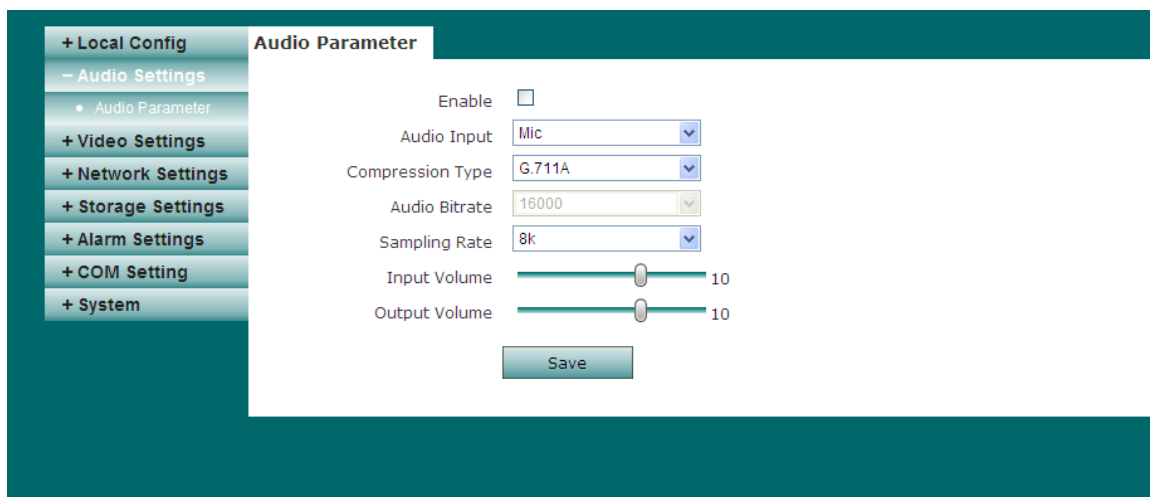 + Local Config
− Audio Settings
• Audio Parameter
+ Video Settings
+ Network Settings
+ Storage Settings
+ Alarm Settings
+ COM Setting
+ System
Audio Parameter
Enable
Audio Input Mic
Compression Type G.711A
Audio Bitrate 16000
Sampling Rate 8k
Input Volume 10
Output Volume 10
Save